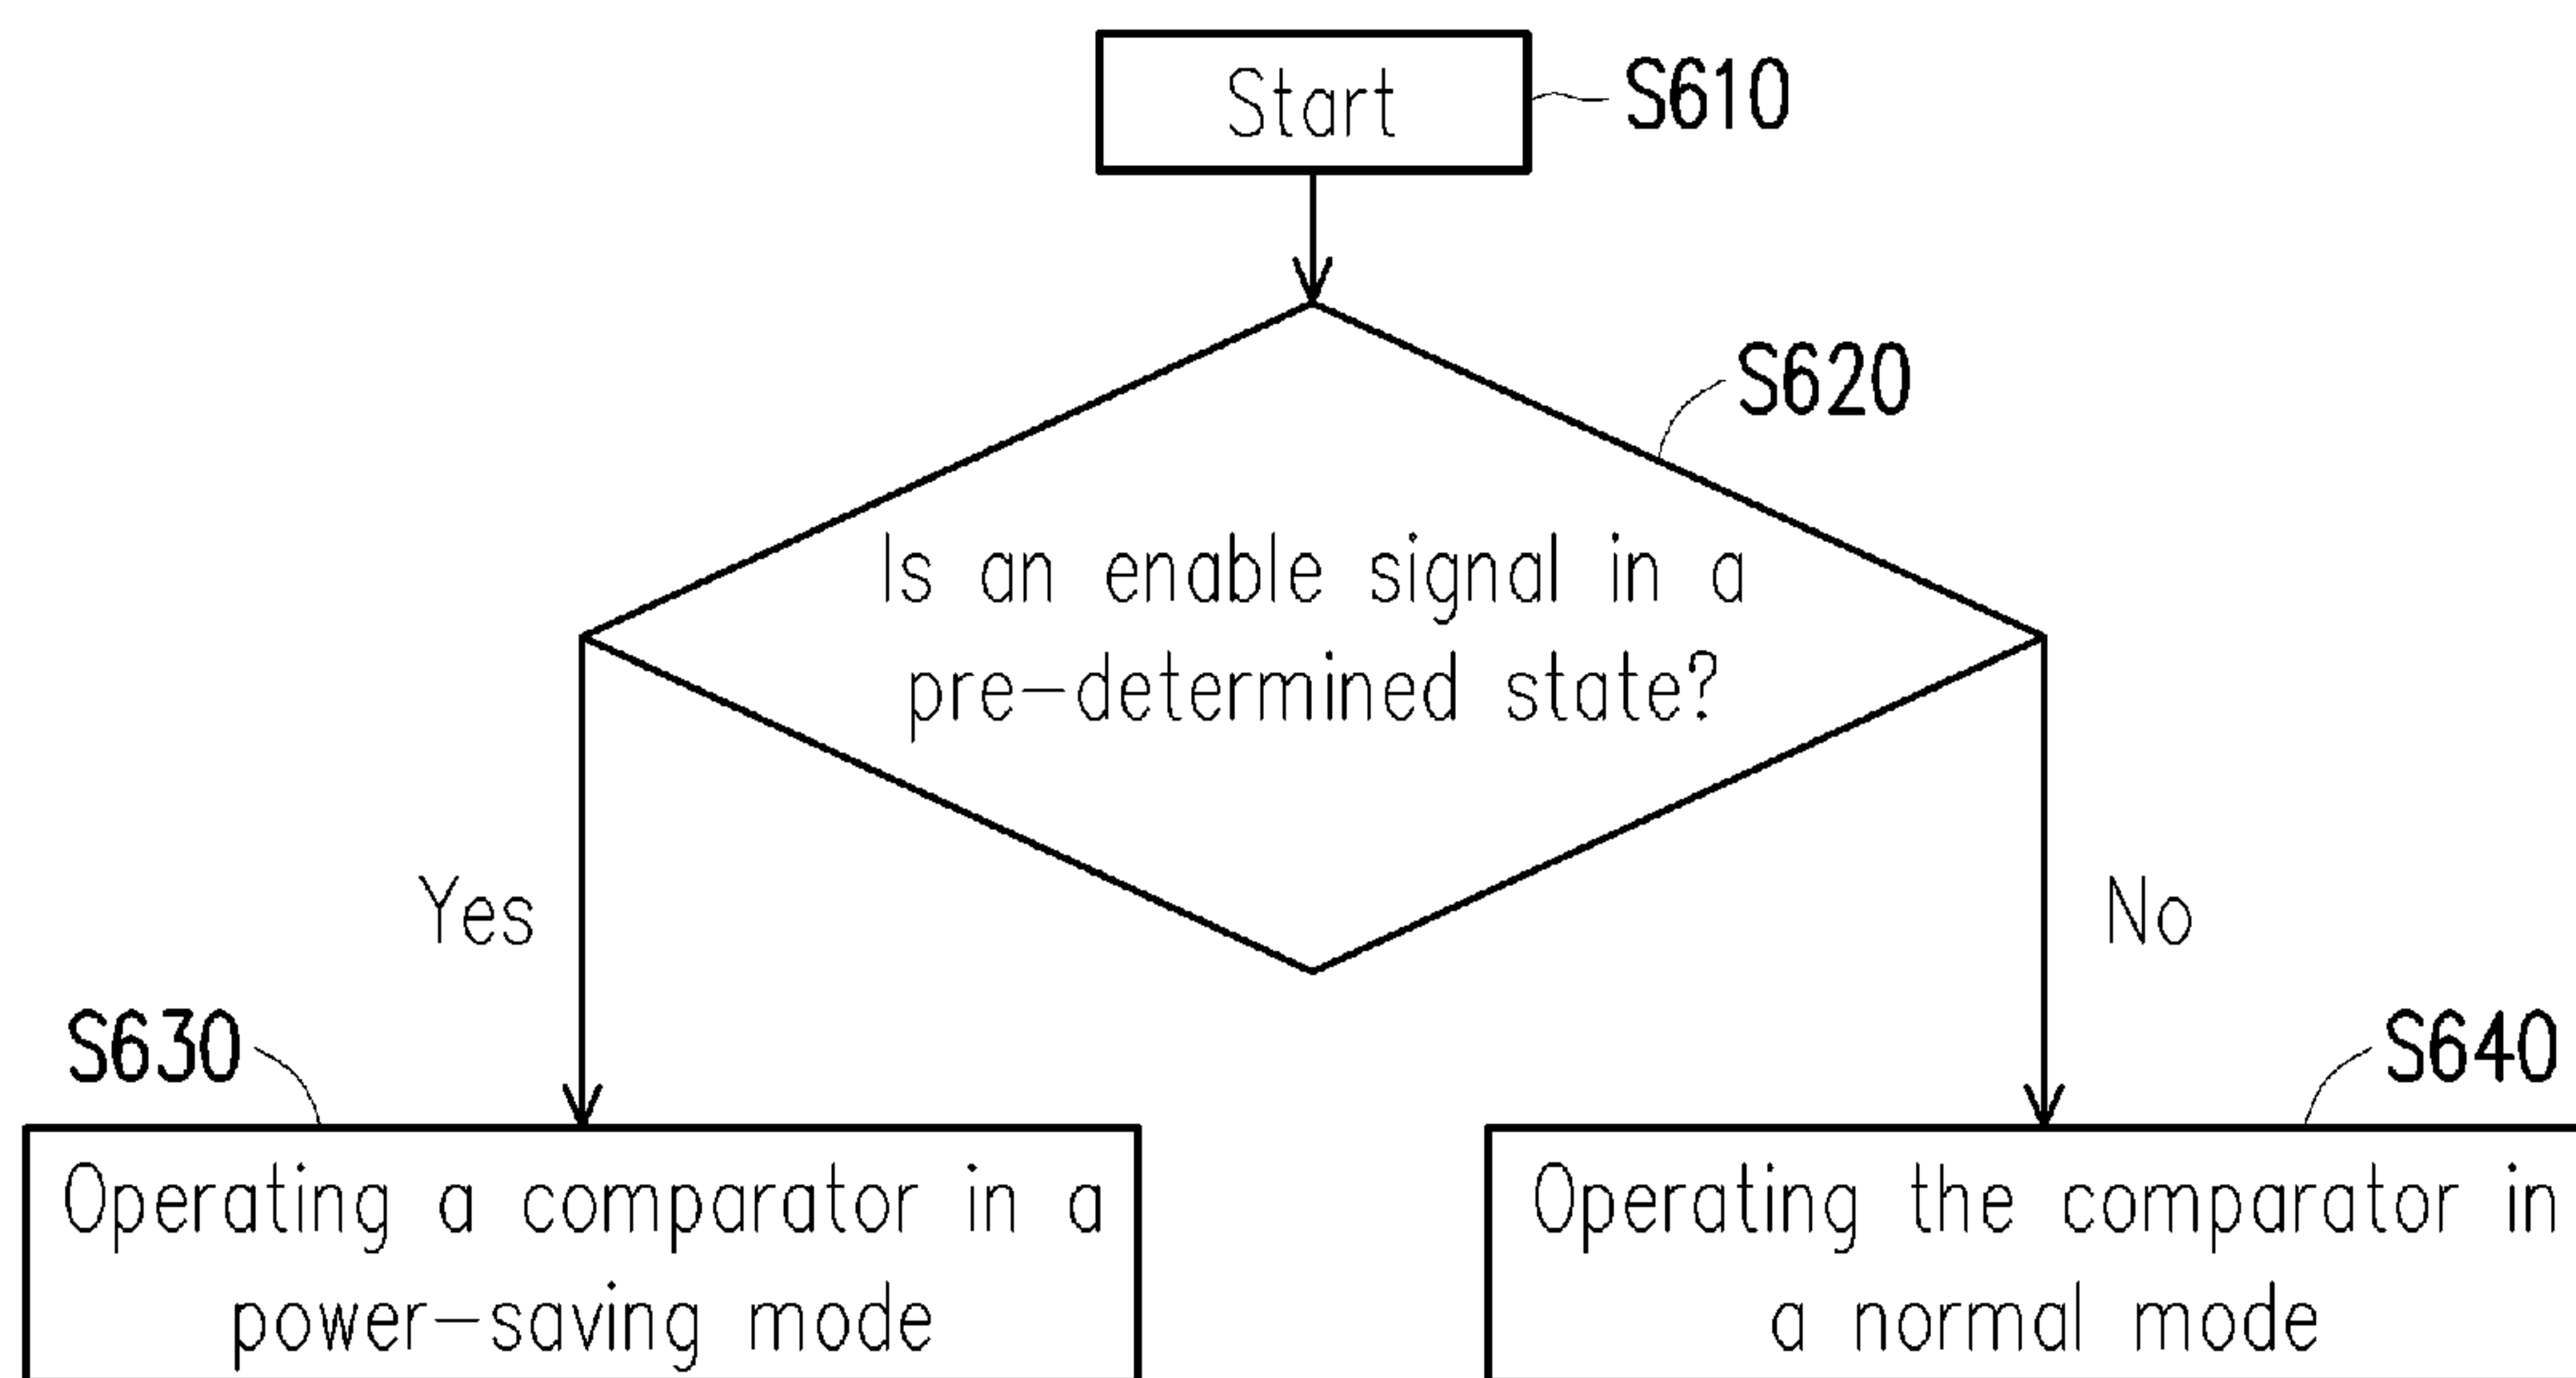 Start
S610
S620
Is an enable signal in a
pre-determined state?
Yes
No
S630
S640
Operating a comparator in a
power-saving mode
Operating the comparator in
a normal mode